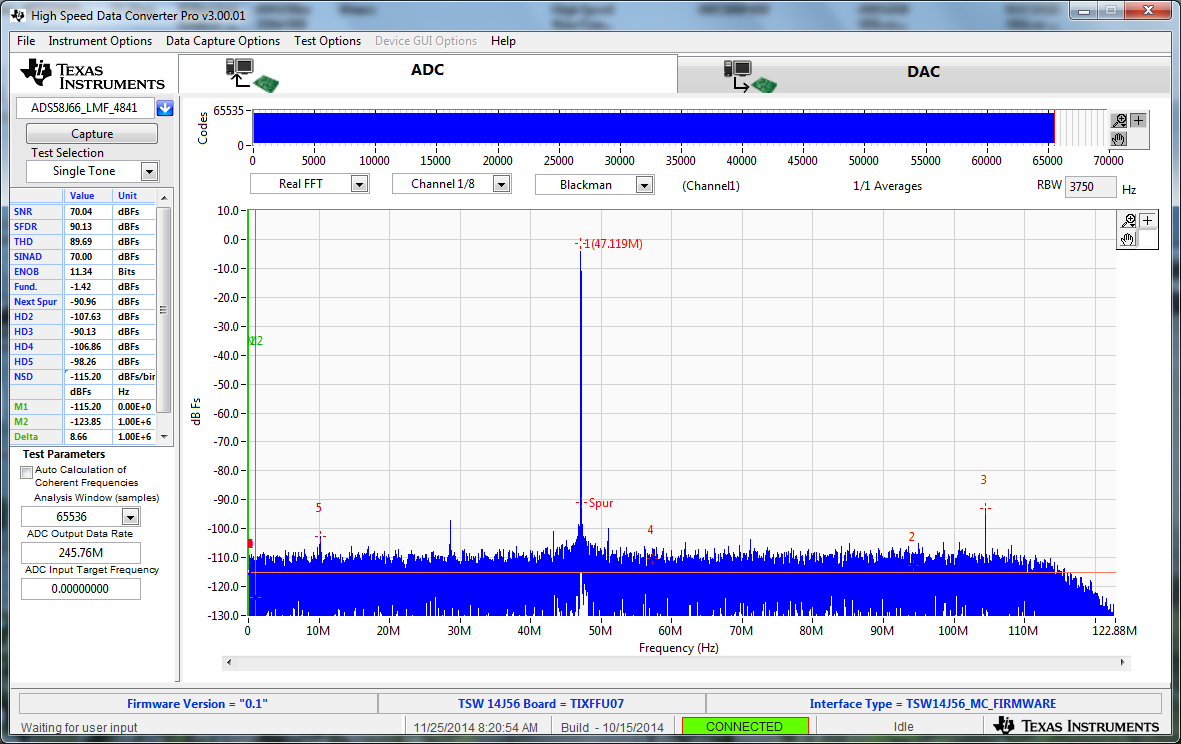 High Speed Data Converter Pro v3.00.01
File Instrument Options Data Capture Options Test Options Device GUI Options Help
TEXAS INSTRUMENTS
ADC
DAC
ADS58J66_LMF_4841
Capture
Test Selection
Single Tone
Value Unit
SNR 70.04 dBFs
SFDR 90.13 dBFs
THD 89.69 dBFs
SINAD 70.00 dBFs
ENOB 11.34 Bits
Fund. -1.42 dBFs
Next Spur -90.96 dBFs
HD2 -107.63 dBFs
HD3 -90.13 dBFs
HD4 -106.86 dBFs
HD5 -98.26 dBFs
NSD -115.20 dBFs/bin
dBFs Hz
M1 -115.20 0.00E+0
M2 -123.85 1.00E+6
Delta 8.66 1.00E+6
Test Parameters
Auto Calculation of
Coherent Frequencies
Analysis Window (samples)
65536
ADC Output Data Rate
245.76M
ADC Input Target Frequency
0.00000000
Codes
65535
0
0 5000 10000 15000 20000 25000 30000 35000 40000 45000 50000 55000 60000 65000 70000
Real FFT Channel 1/8 Blackman (Channel1) 1/1 Averages RBW 3750 Hz
dB Fs
10.0
0.0
-10.0
-20.0
-30.0
-40.0
-50.0
-60.0
-70.0
-80.0
-90.0
-100.0
-110.0
-120.0
-130.0
1(47.119M)
3
5
Spur
4
2
0 10M 20M 30M 40M 50M 60M 70M 80M 90M 100M 110M 122.88M
Frequency (Hz)
Firmware Version = "0.1" TSW 14J56 Board = TIXFFU07 Interface Type = TSW14J56_MC_FIRMWARE
Waiting for user input 11/25/2014 8:20:54 AM Build - 10/15/2014 CONNECTED Idle TEXAS INSTRUMENTS